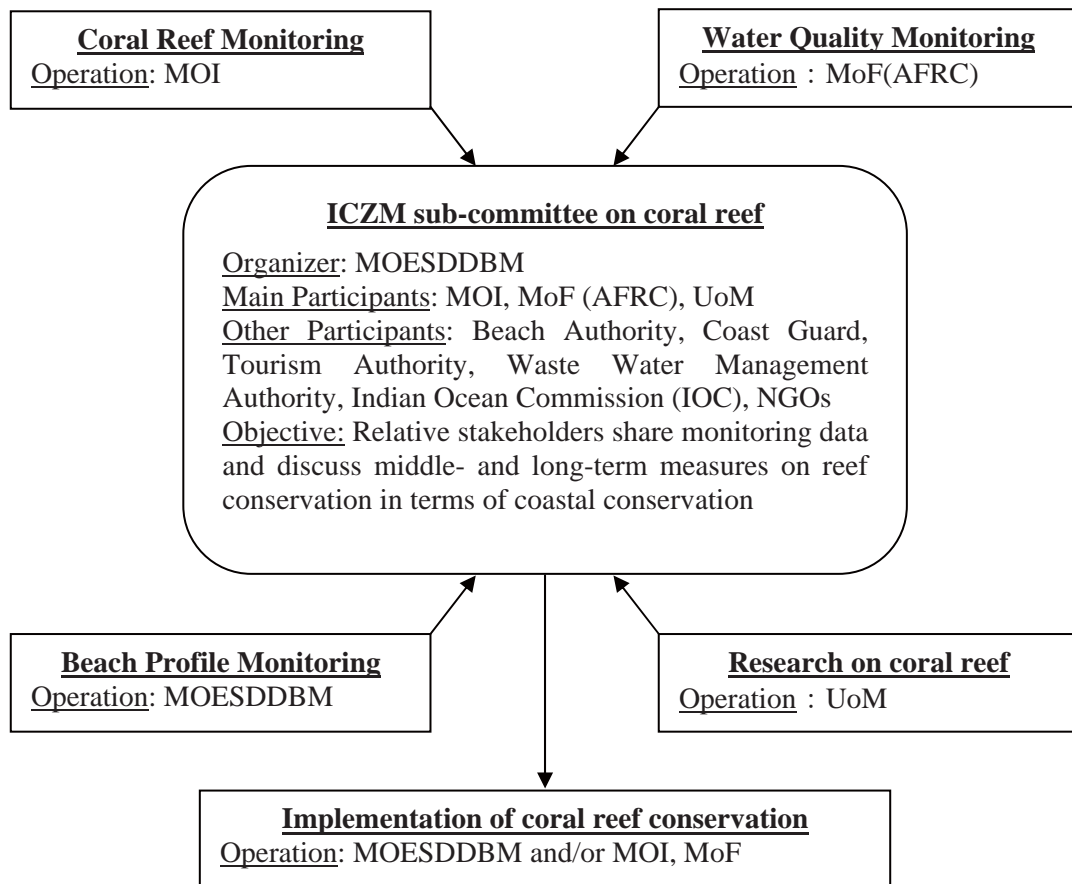 Coral Reef Monitoring
Operation: MOI
Water Quality Monitoring
Operation : MoF(AFRC)
ICZM sub-committee on coral reef
Organizer: MOESDDBM
Main Participants: MOI, MoF (AFRC), UoM
Other Participants: Beach Authority, Coast Guard,
Tourism Authority, Waste Water Management
Authority, Indian Ocean Commission (IOC), NGOs
Objective: Relative stakeholders share monitoring data
and discuss middle- and long-term measures on reef
conservation in terms of coastal conservation
Beach Profile Monitoring
Operation: MOESDDBM
Research on coral reef
Operation : UoM
Implementation of coral reef conservation
Operation: MOESDDBM and/or MOI, MoF